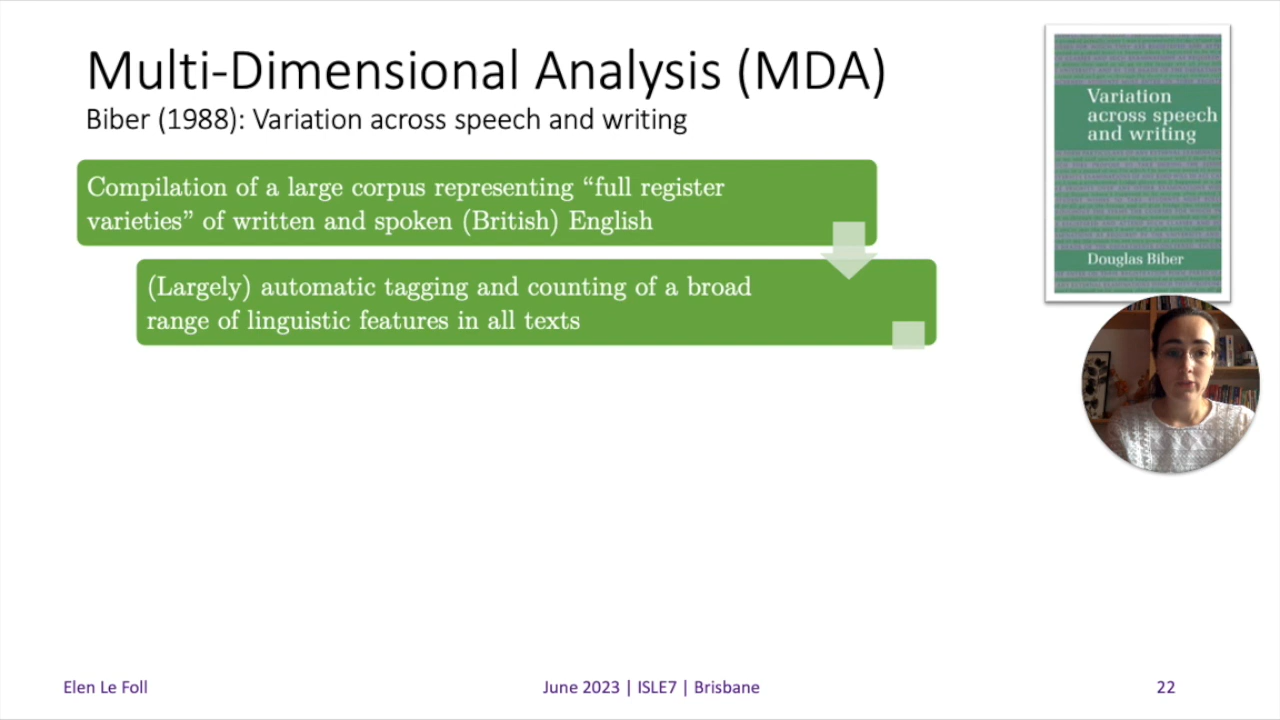 Multi-Dimensional Analysis (MDA)
Biber (1988): Variation across speech and writing
Compilation of a large corpus representing “full register
varieties” of written and spoken (British) English
(Largely) automatic tagging and counting of a broad
range of linguistic features in all texts
Variation
across speech
and writing
Douglas Biber
Elen Le Foll
June 2023 | ISLE7 | Brisbane
22